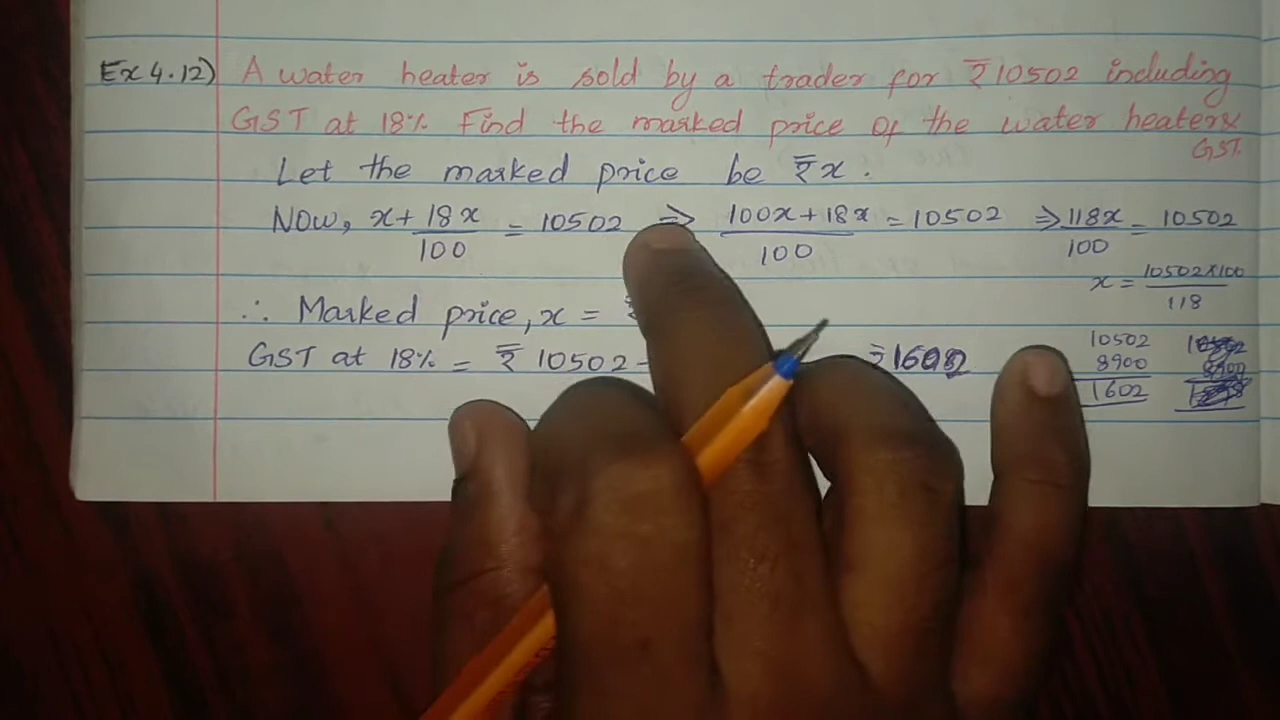 Ex 4.12) A water heater is sold by a trader for ₹10502 including
GST at 18% Find the marked price of the water heater &
GST.
Let the marked price be ₹x.
Now, x + 18x/100 = 10502 ⇒ 100x + 18x/100 = 10502 ⇒ 118x/100 = 10502
x = 10502×100/118
∴ Marked price, x =
GST at 18% = ₹ 10502 - = 1602
10502
8900
1602